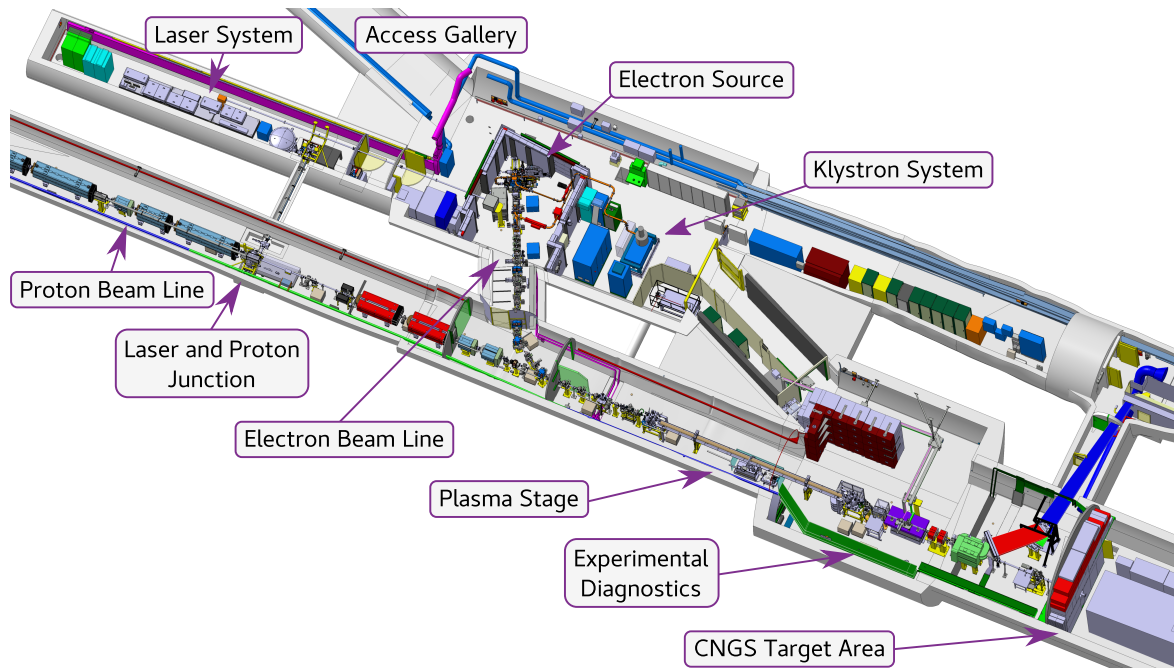 Laser System
Access Gallery
Electron Source
Klystron System
Proton Beam Line
Laser and Proton
Junction
Electron Beam Line
Plasma Stage
Experimental
Diagnostics
CNGS Target Area